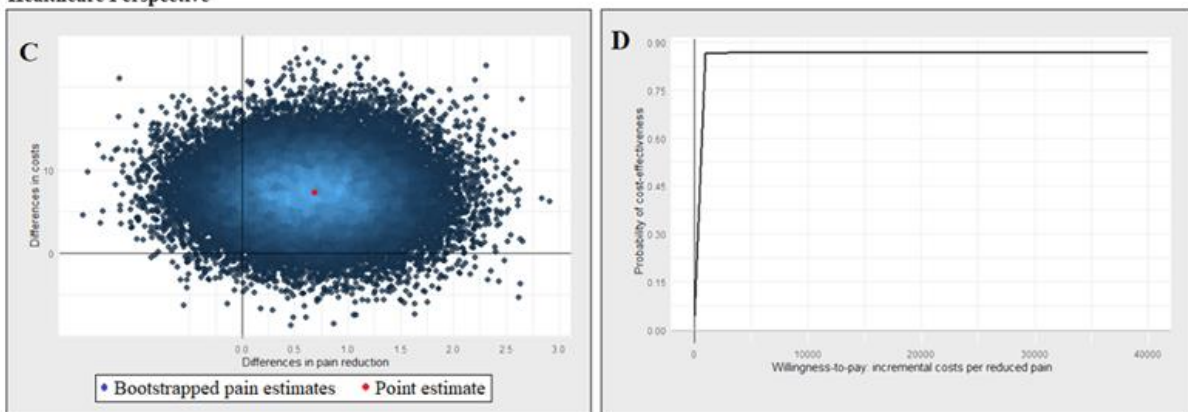 Healthcare Perspective
C
Differences in costs
10
0
0.0 0.5 1.0 1.5 2.0 2.5 3.0
Differences in pain reduction
Bootstrapped pain estimates Point estimate
D
Probability of cost-effectiveness
0.90
0.75
0.60
0.45
0.30
0.15
0.00
0 10000 20000 30000 40000
Willingness-to-pay: incremental costs per reduced pain